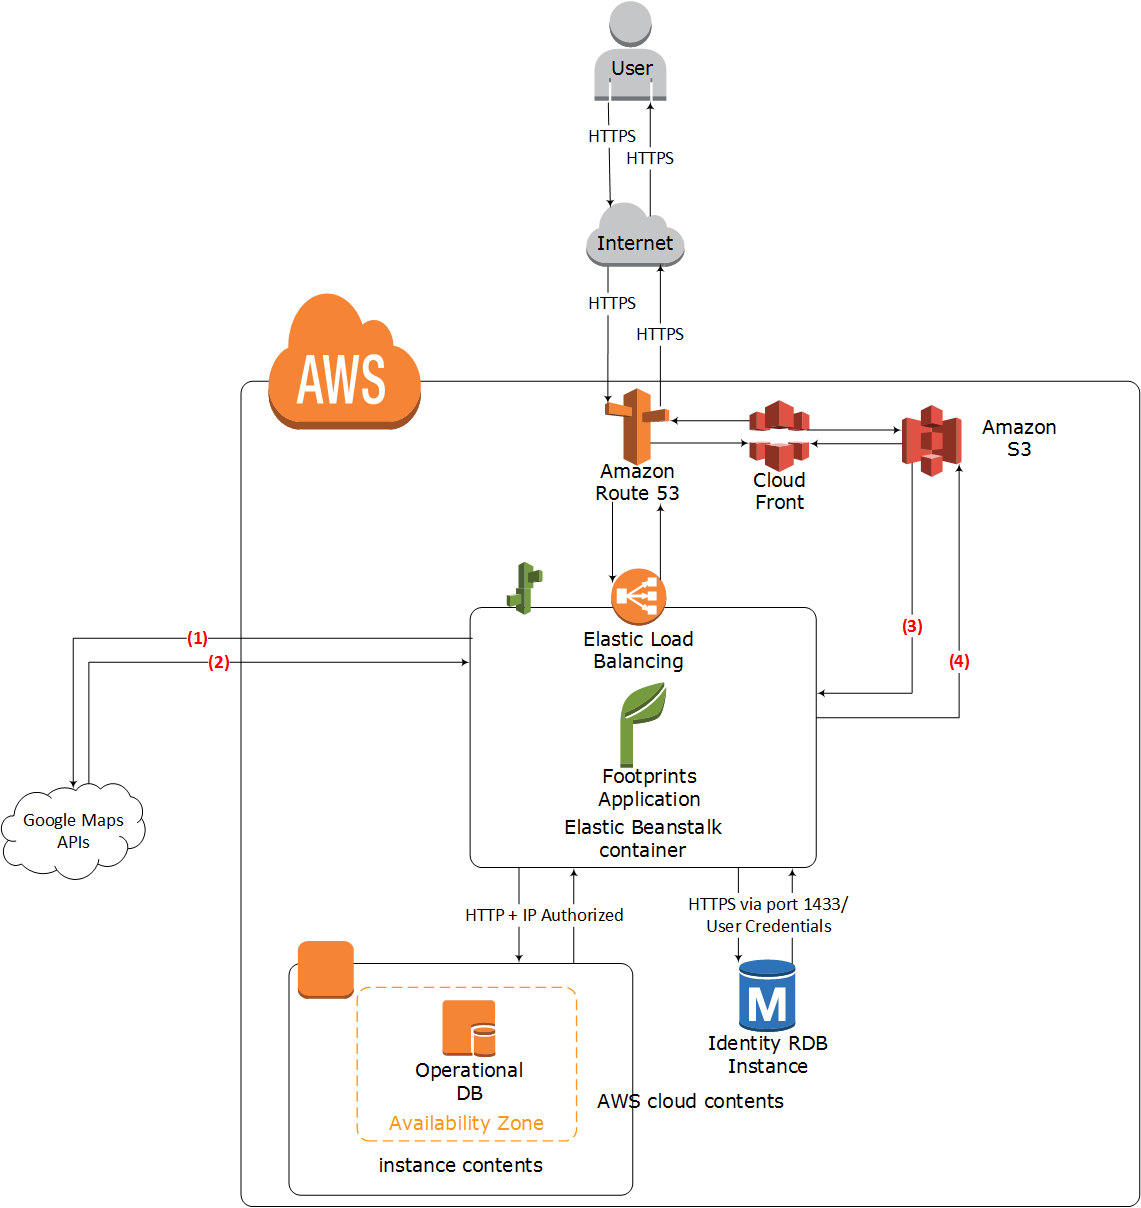 User
HTTPS
HTTPS
Internet
HTTPS
HTTPS
AWS
Amazon
Route 53
Cloud
Front
Amazon
S3
Elastic Load
Balancing
(1)
(2)
(3)
(4)
Footprints
Application
Elastic Beanstalk
container
Google Maps
APIs
HTTP + IP Authorized
HTTPS via port 1433/
User Credentials
M
Identity RDB
Instance
Operational
DB
Availability Zone
AWS cloud contents
instance contents